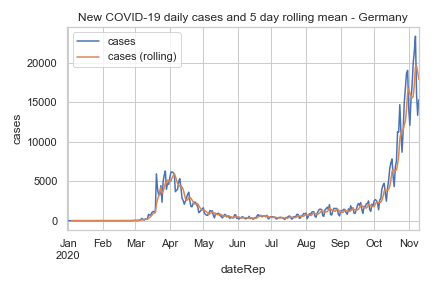 New COVID-19 daily cases and 5 day rolling mean - Germany
cases
cases (rolling)
cases
20000
15000
10000
5000
0
Jan Feb Mar Apr May Jun Jul Aug Sep Oct Nov
2020
dateRep